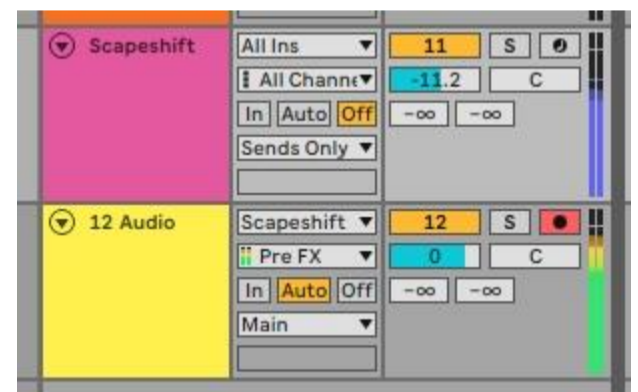 Scapeshift All Ins 11 S
All Channe -11.2 C
In Auto Off -∞ -∞
Sends Only
12 Audio Scapeshift 12 S
Pre FX 0 C
In Auto Off -∞ -∞
Main